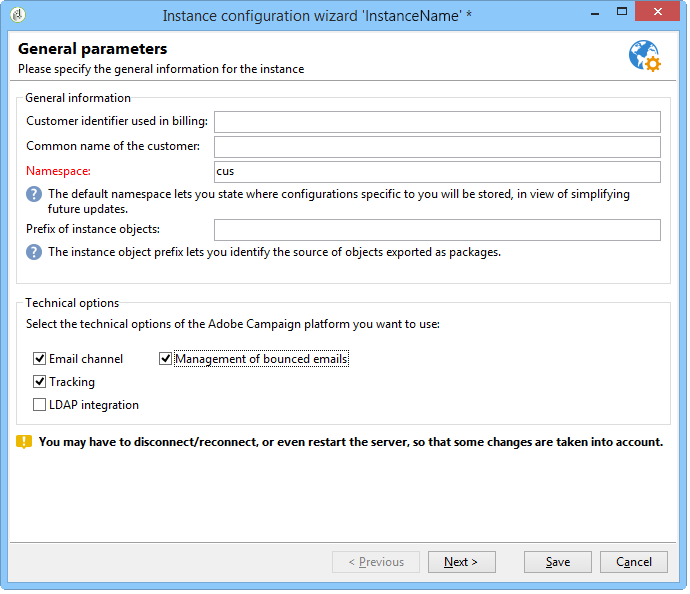 Instance configuration wizard 'InstanceName' *
General parameters
Please specify the general information for the instance
General information
Customer identifier used in billing:
Common name of the customer:
Namespace: cus
The default namespace lets you state where configurations specific to you will be stored, in view of simplifying
future updates.
Prefix of instance objects:
The instance object prefix lets you identify the source of objects exported as packages.
Technical options
Select the technical options of the Adobe Campaign platform you want to use:
Email channel Management of bounced emails
Tracking
LDAP integration
You may have to disconnect/reconnect, or even restart the server, so that some changes are taken into account.
< Previous Next > Save Cancel